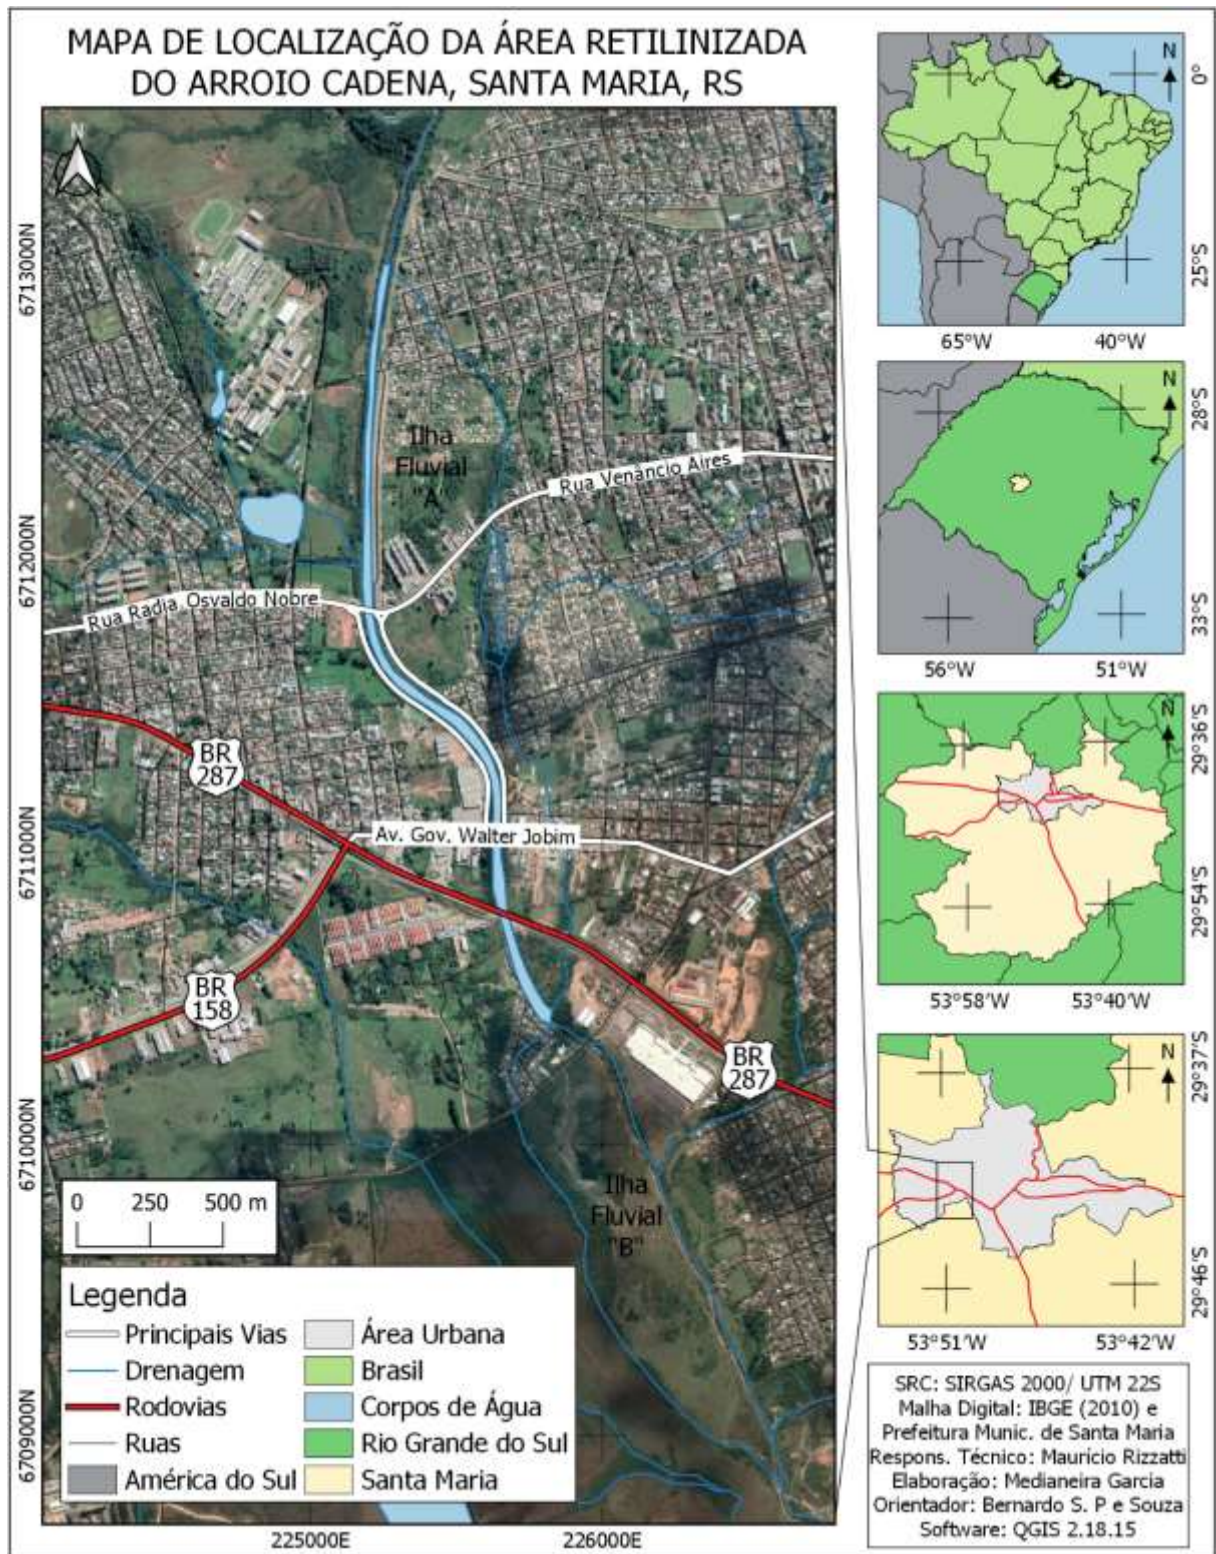 MAPA DE LOCALIZAÇÃO DA ÁREA RETILINIZADA
DO ARROIO CADENA, SANTA MARIA, RS
N
6713000N
6712000N
6711000N
6710000N
6709000N
225000E
226000E
Ilha
Fluvial
"A"
Rua Venâncio Aires
Rua Radia. Osvaldo Nobre
BR
287
Av. Gov. Walter Jobim
BR
158
BR
287
Ilha
Fluvial
"B"
0 250 500 m
Legenda
Principais Vias
Drenagem
Rodovias
Ruas
América do Sul
Área Urbana
Brasil
Corpos de Água
Rio Grande do Sul
Santa Maria
N
0°
25°S
65°W
40°W
N
28°S
33°S
56°W
51°W
N
29°36'S
29°54'S
53°58'W
53°40'W
N
29°37'S
29°46'S
53°51'W
53°42'W
SRC: SIRGAS 2000/ UTM 22S
Malha Digital: IBGE (2010) e
Prefeitura Munic. de Santa Maria
Respons. Técnico: Maurício Rizzatti
Elaboração: Medianeira Garcia
Orientador: Bernardo S. P e Souza
Software: QGIS 2.18.15